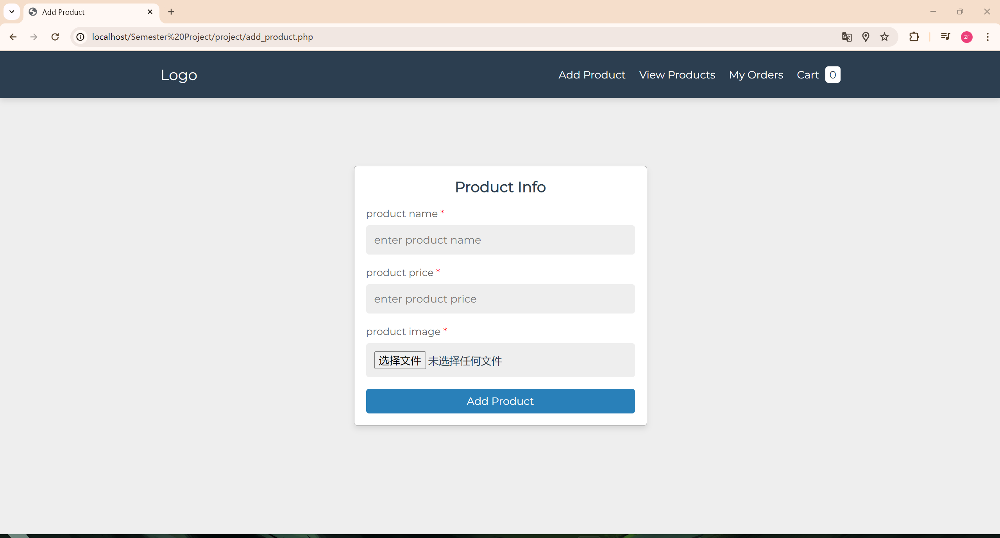 Add Product
localhost/Semester%20Project/project/add_product.php
zr
Logo
Add Product
View Products
My Orders
Cart 0
Product Info
product name *
enter product name
product price *
enter product price
product image *
选择文件 未选择任何文件
Add Product